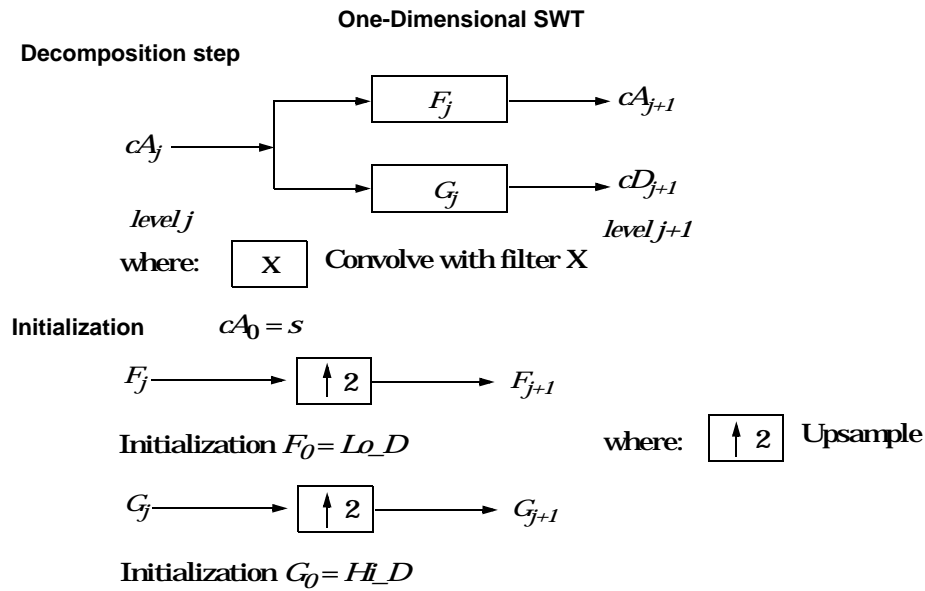 One-Dimensional SWT
Decomposition step
F_j
cA_{j+1}
cA_j
G_j
cD_{j+1}
level j
level j+1
where: X Convolve with filter X
Initialization cA_0 = s
F_j ↑ 2 F_{j+1}
Initialization F_0 = Lo_D
where: ↑ 2 Upsample
G_j ↑ 2 G_{j+1}
Initialization G_0 = Hi_D